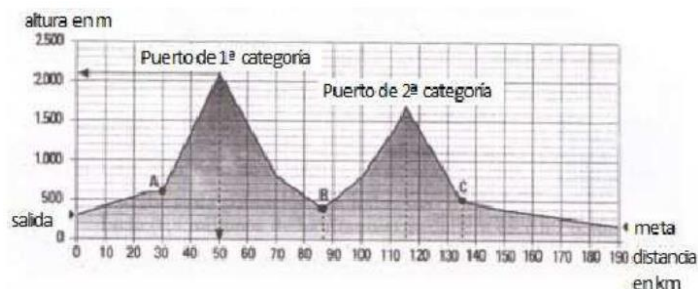 altura en m
2.500
Puerto de 1ª categoría
2.000
Puerto de 2ª categoría
1.500
1.000
A
B
C
500
salida
0
meta
0 10 20 30 40 50 60 70 80 90 100 110 120 130 140 150 160 170 180 190
distancia
en km